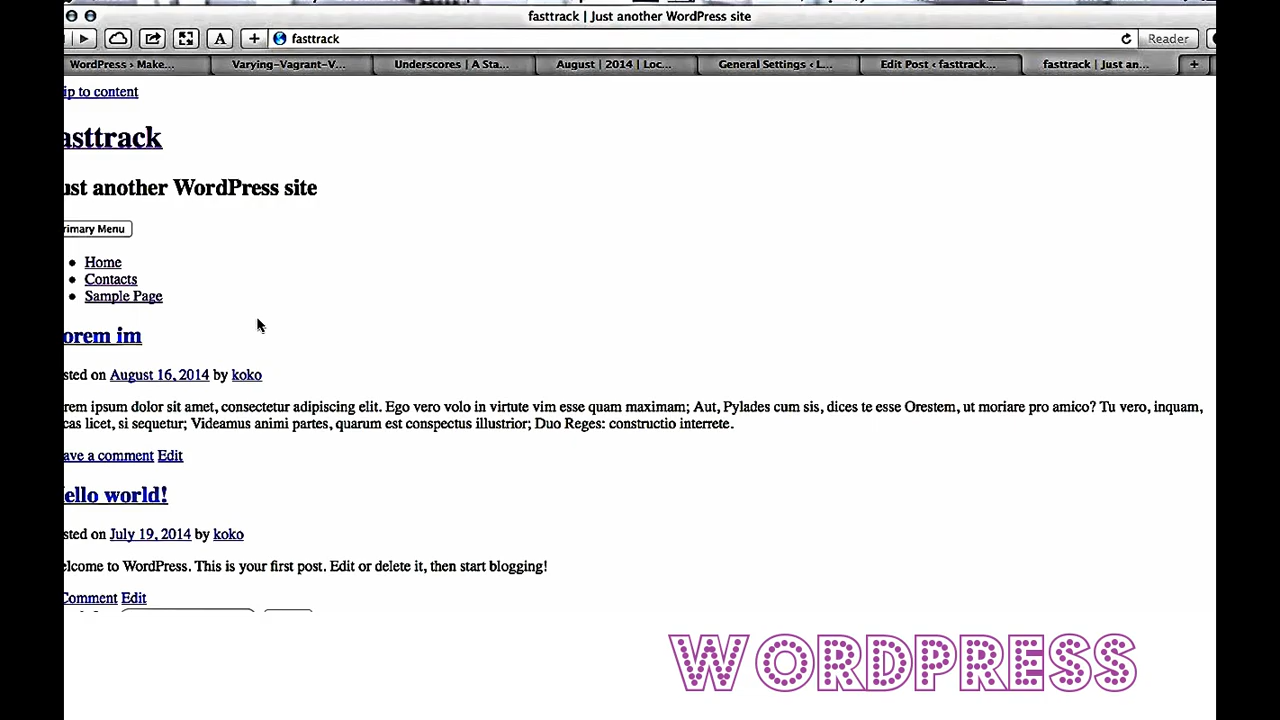 fasttrack | Just another WordPress site
A + fasttrack Reader
WordPress › Make... Varying-Vagrant-V... Underscores | A Sta... August | 2014 | Loc... General Settings ‹ L... Edit Post ‹ fasttrack... fasttrack | Just an... +
ip to content
asttrack
ust another WordPress site
rimary Menu
Home
Contacts
Sample Page
orem im
sted on August 16, 2014 by koko
rem ipsum dolor sit amet, consectetur adipiscing elit. Ego vero volo in virtute vim esse quam maximam; Aut, Pylades cum sis, dices te esse Orestem, ut moriare pro amico? Tu vero, inquam,
cas licet, si sequetur; Videamus animi partes, quarum est conspectus illustrior; Duo Reges: constructio interrete.
ave a comment Edit
ello world!
sted on July 19, 2014 by koko
elcome to WordPress. This is your first post. Edit or delete it, then start blogging!
Comment Edit
WORDPRESS